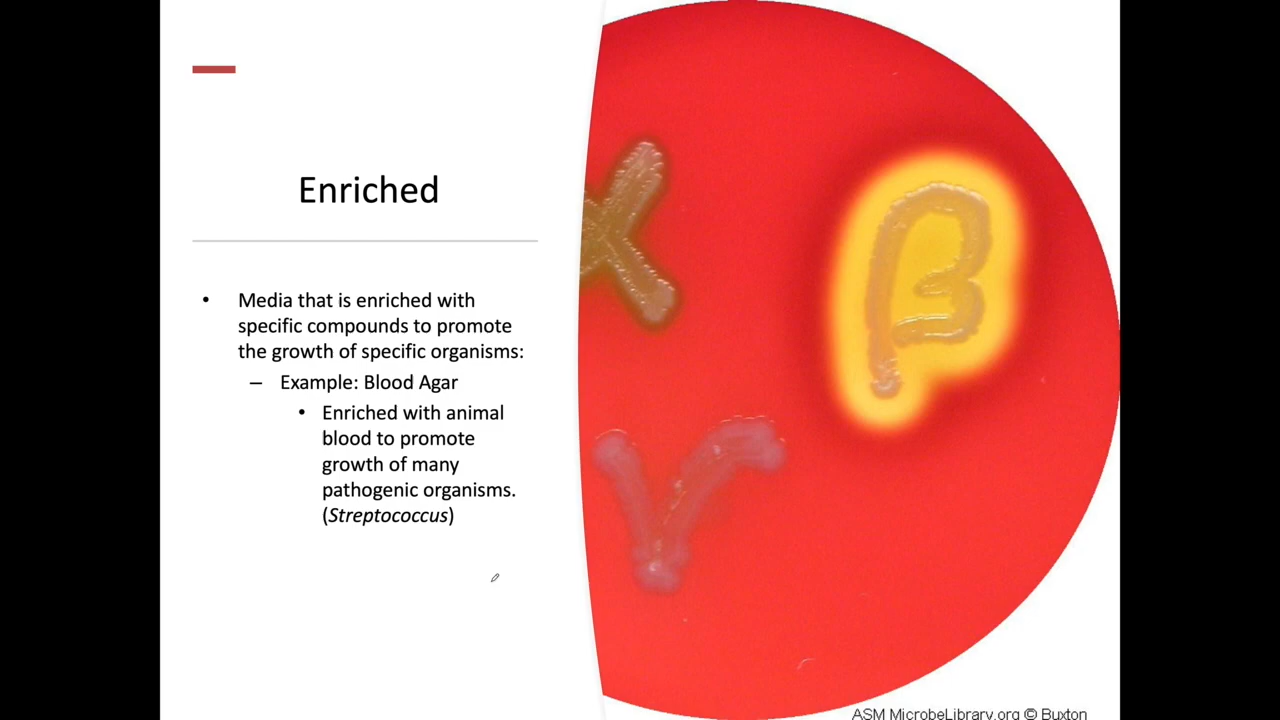 Enriched
• Media that is enriched with
specific compounds to promote
the growth of specific organisms:
– Example: Blood Agar
• Enriched with animal
blood to promote
growth of many
pathogenic organisms.
(Streptococcus)
β
γ
ASM MicrobeLibrary.org © Buxton